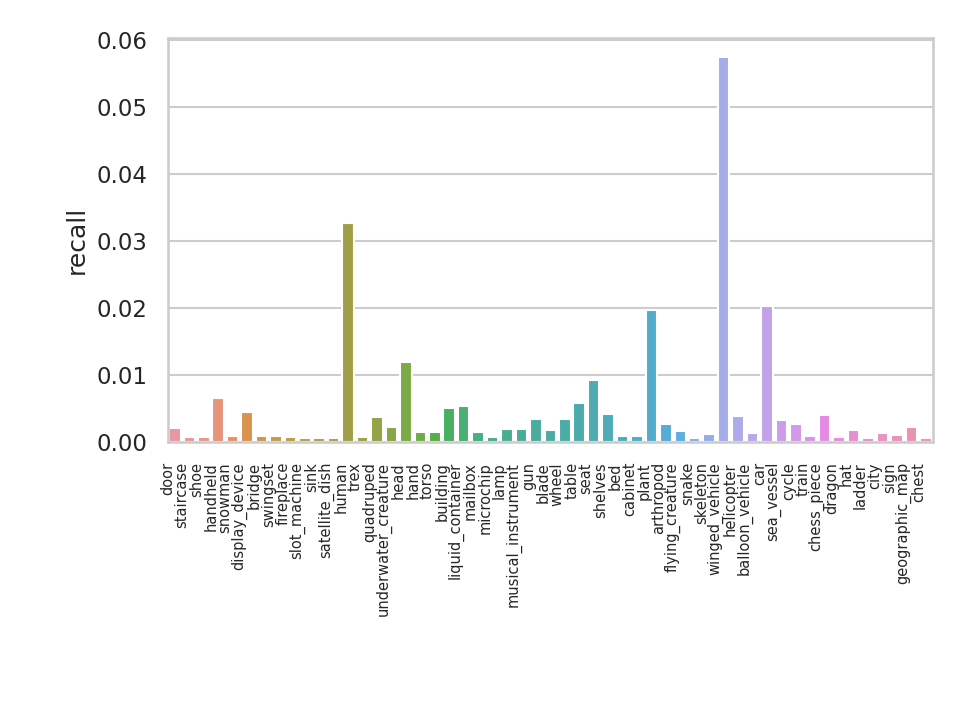 0.06
0.05
0.04
0.03
0.02
0.01
0.00
recall
door
staircase
shoe
handheld
snowman
display_device
bridge
swingset
fireplace
slot_machine
sink
satellite_dish
human
trex
quadruped
underwater_creature
head
hand
torso
building
liquid_container
mailbox
microchip
lamp
musical_instrument
gun
blade
wheel
table
seat
shelves
bed
cabinet
plant
arthropod
flying_creature
snake
skeleton
winged_vehicle
helicopter
balloon_vehicle
car
sea_vessel
cycle
train
chess_piece
dragon
hat
ladder
city
sign
geographic_map
chest